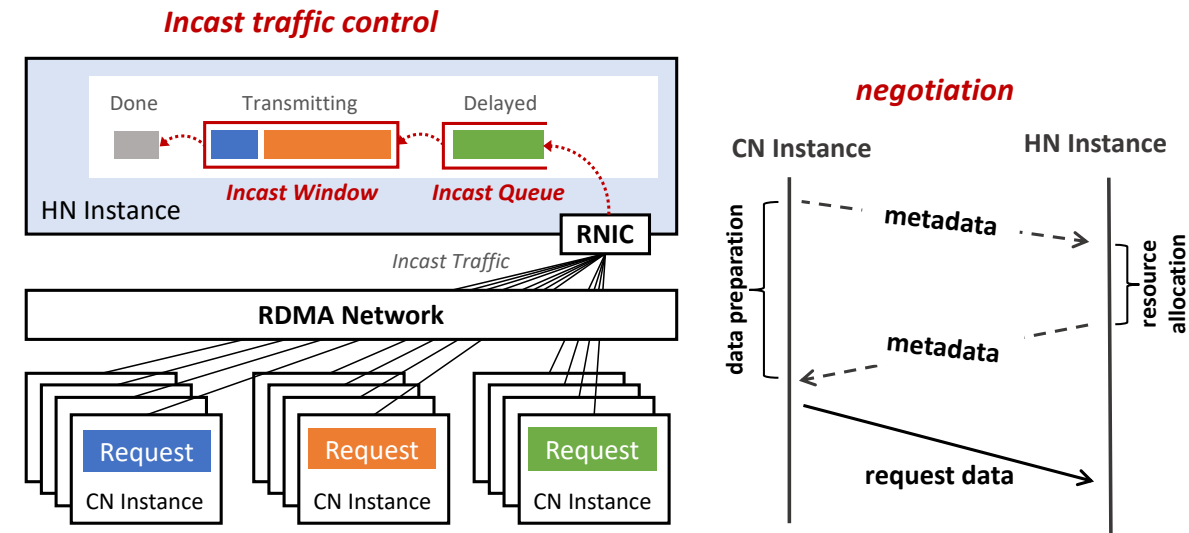 Incast traffic control
Done
Transmitting
Delayed
Incast Window
Incast Queue
HN Instance
RNIC
Incast Traffic
RDMA Network
Request
CN Instance
Request
CN Instance
Request
CN Instance
negotiation
CN Instance
HN Instance
data preparation
metadata
resource
allocation
metadata
request data